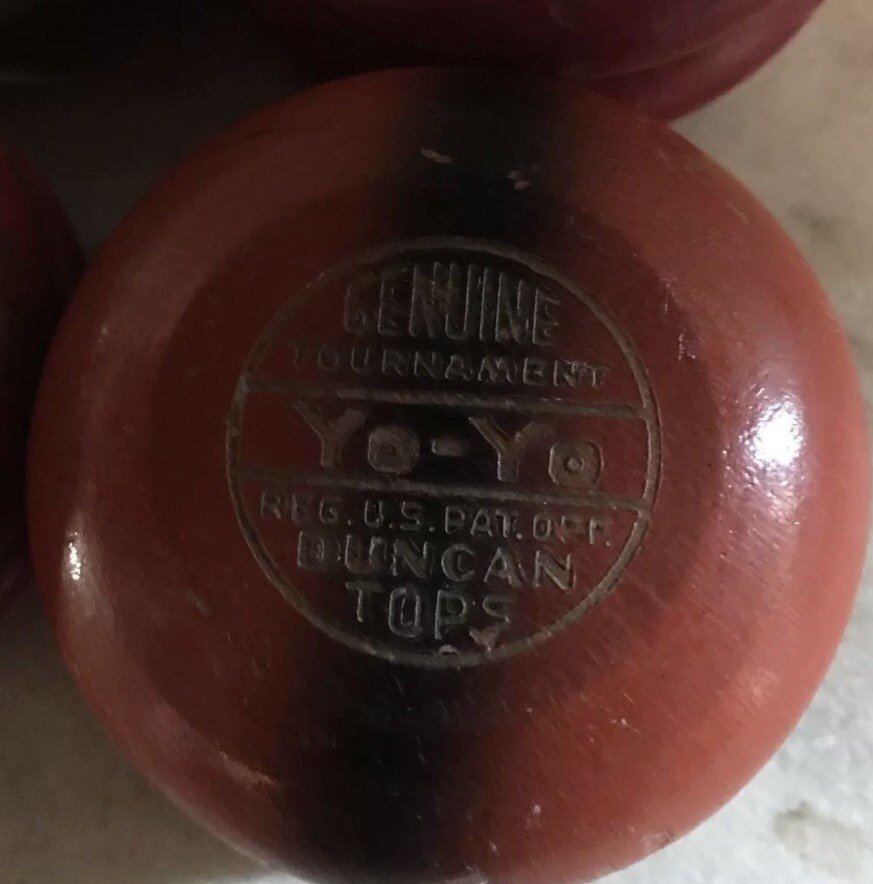 GENUINE
TOURNAMENT
Yo-Yo
REG. U.S. PAT. OFF.
DUNCAN
TOPS